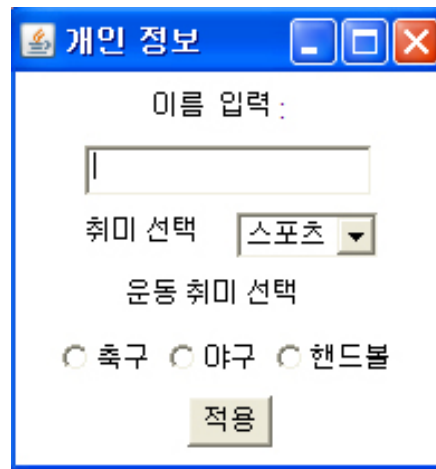 개인 정보
이름 입력 :
취미 선택 스포츠
운동 취미 선택
축구 야구 핸드볼
적용